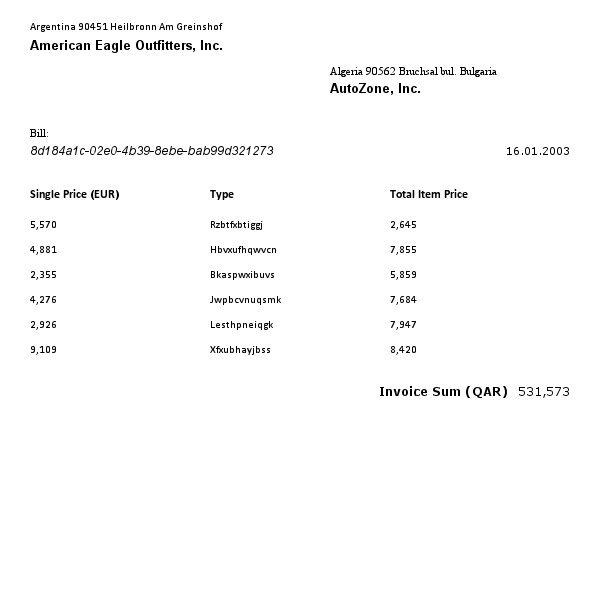 Argentina 90451 Heilbronn Am Greinshof
American Eagle Outfitters, Inc.
Algeria 90562 Bruchsal bul. Bulgaria
AutoZone, Inc.
Bill:
8d184a1c-02e0-4b39-8ebe-bab99d321273 16.01.2003
Single Price (EUR) Type Total Item Price
5,570 Rzbtfxbtiggj 2,645
4,881 Hbvxufhqwvcn 7,855
2,355 Bkaspwxibuvs 5,859
4,276 Jwpbcvnuqsmk 7,684
2,926 Lesthpneiqgk 7,947
9,109 Xfxubhayjbss 8,420
Invoice Sum (QAR) 531,573